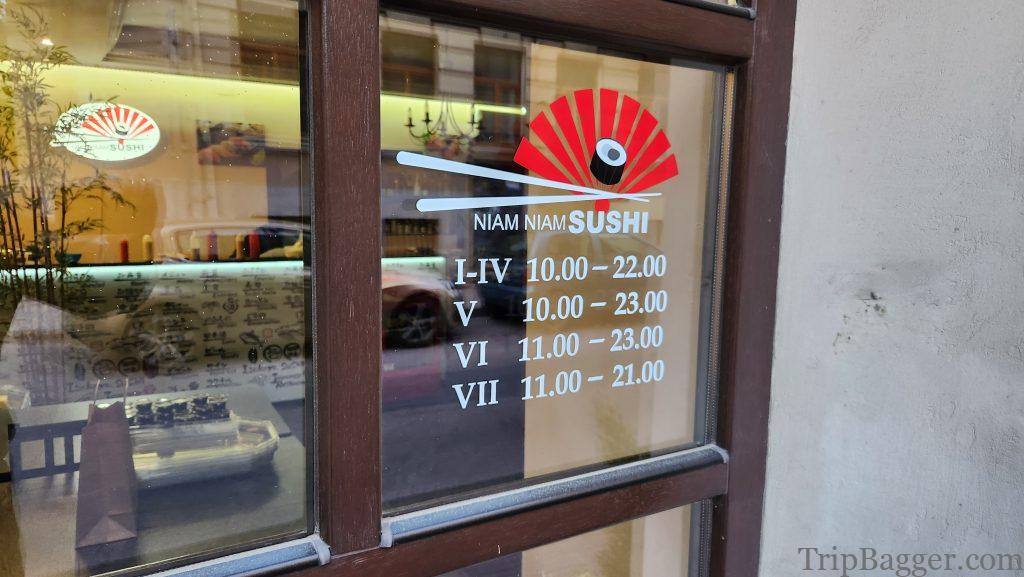 SUSHI
NIAM NIAM SUSHI
I-IV 10.00 – 22.00
V 10.00 – 23.00
VI 11.00 – 23.00
VII 11.00 – 21.00
TripBagger.com